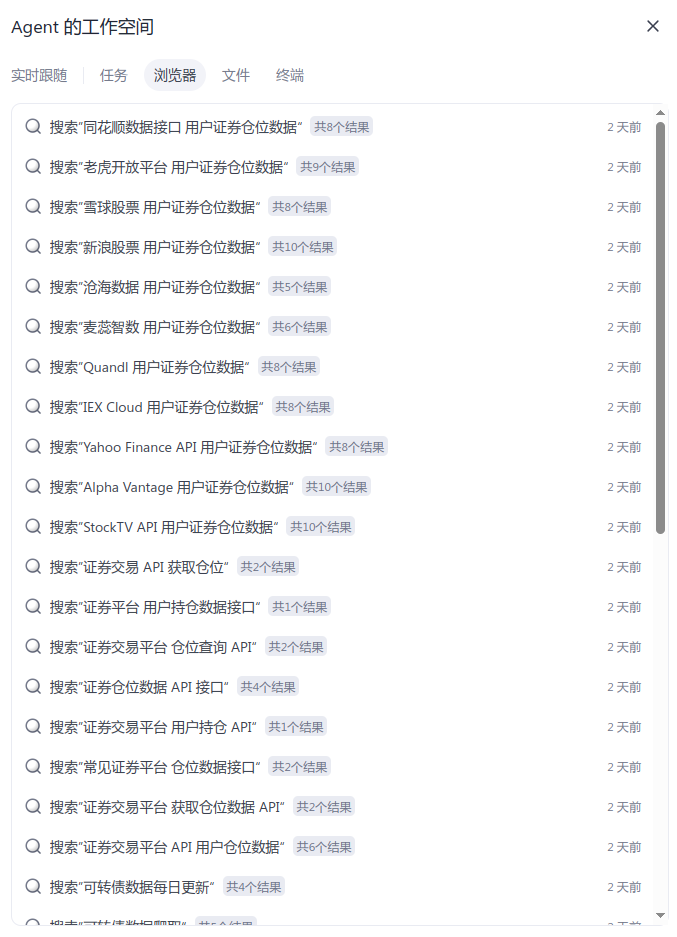 Agent 的工作空间
实时跟随 任务 浏览器 文件 终端
搜索“同花顺数据接口 用户证券仓位数据” 共8个结果 2 天前
搜索“老虎开放平台 用户证券仓位数据” 共9个结果 2 天前
搜索“雪球股票 用户证券仓位数据” 共8个结果 2 天前
搜索“新浪股票 用户证券仓位数据” 共10个结果 2 天前
搜索“沧海数据 用户证券仓位数据” 共5个结果 2 天前
搜索“麦蕊智数 用户证券仓位数据” 共6个结果 2 天前
搜索“Quandl 用户证券仓位数据” 共8个结果 2 天前
搜索“IEX Cloud 用户证券仓位数据” 共8个结果 2 天前
搜索“Yahoo Finance API 用户证券仓位数据” 共8个结果 2 天前
搜索“Alpha Vantage 用户证券仓位数据” 共10个结果 2 天前
搜索“StockTV API 用户证券仓位数据” 共10个结果 2 天前
搜索“证券交易 API 获取仓位” 共2个结果 2 天前
搜索“证券平台 用户持仓数据接口” 共1个结果 2 天前
搜索“证券交易平台 仓位查询 API” 共2个结果 2 天前
搜索“证券仓位数据 API 接口” 共4个结果 2 天前
搜索“证券交易平台 用户持仓 API” 共1个结果 2 天前
搜索“常见证券平台 仓位数据接口” 共2个结果 2 天前
搜索“证券交易平台 获取仓位数据 API” 共2个结果 2 天前
搜索“证券交易平台 API 用户仓位数据” 共6个结果 2 天前
搜索“可转债数据每日更新” 共4个结果 2 天前
搜索“可转债数据爬取” 共5个结果 2 天前